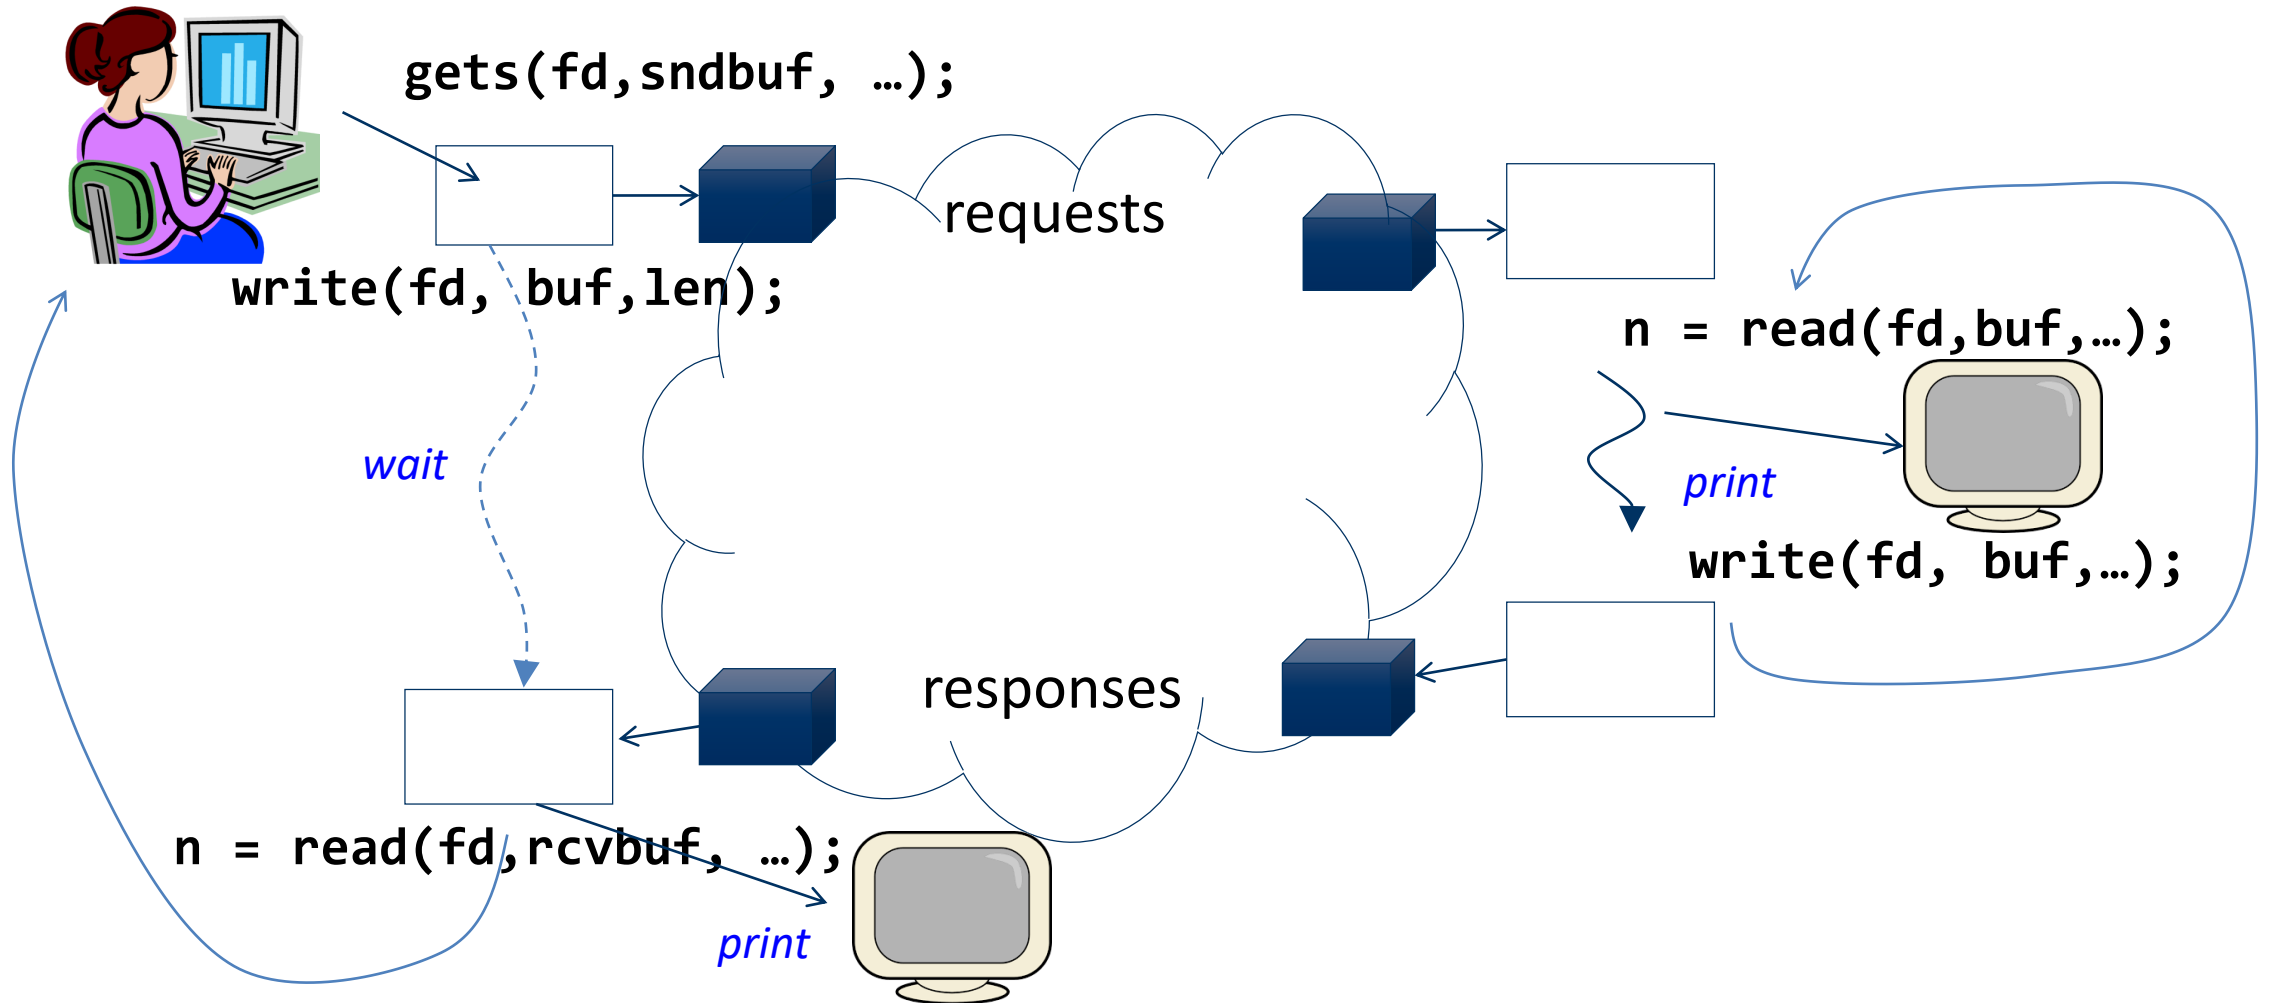 gets(fd,sndbuf, …);
requests
write(fd, buf,len);
n = read(fd,buf,…);
wait
print
write(fd, buf,…);
responses
n = read(fd,rcvbuf, …);
print